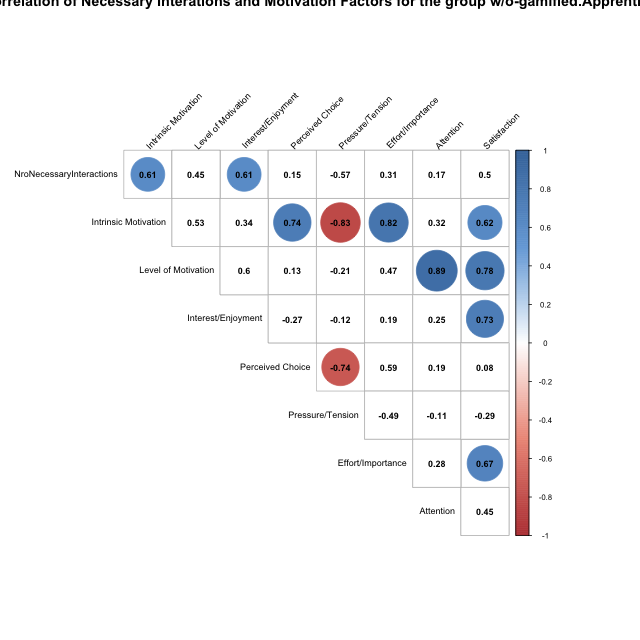 of Necessary Interations and Motivation Factors for the group w/o-gamified.
Intrinsic Motivation
Level of Motivation
Interest/Enjoyment
Perceived Choice
Pressure/Tension
Effort/Importance
Attention
Satisfaction
NroNecessaryInteractions 0.61 0.45 0.61 0.15 -0.57 0.31 0.17 0.5
Intrinsic Motivation 0.53 0.34 0.74 -0.83 0.82 0.32 0.62
Level of Motivation 0.6 0.13 -0.21 0.47 0.89 0.78
Interest/Enjoyment -0.27 -0.12 0.19 0.25 0.73
Perceived Choice -0.74 0.59 0.19 0.08
Pressure/Tension -0.49 -0.11 -0.29
Effort/Importance 0.28 0.67
Attention 0.45
1
0.8
0.6
0.4
0.2
0
-0.2
-0.4
-0.6
-0.8
-1